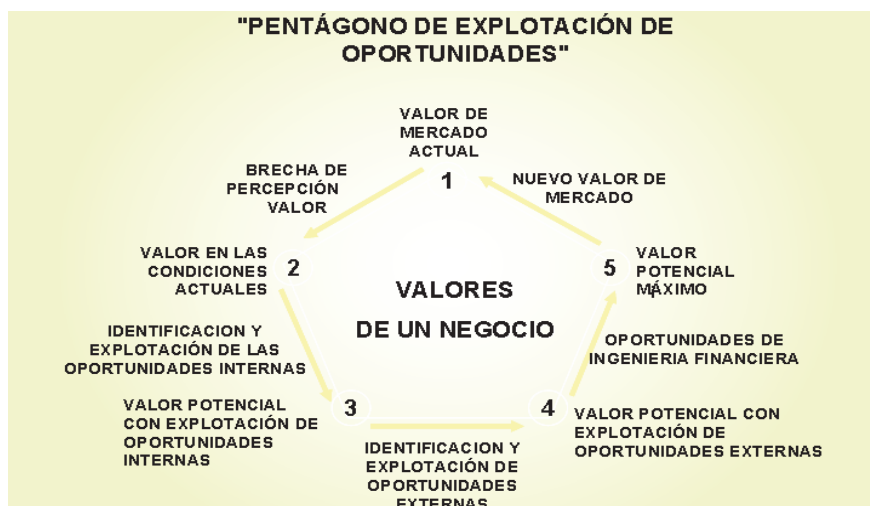 "PENTÁGONO DE EXPLOTACIÓN DE
OPORTUNIDADES"
VALOR DE
MERCADO
ACTUAL
1
BRECHA DE
PERCEPCIÓN
VALOR
NUEVO VALOR DE
MERCADO
VALOR EN LAS
CONDICIONES
ACTUALES
2
5
VALOR
POTENCIAL
MÁXIMO
VALORES
DE UN NEGOCIO
IDENTIFICACION Y
EXPLOTACIÓN DE LAS
OPORTUNIDADES INTERNAS
OPORTUNIDADES DE
INGENIERIA FINANCIERA
VALOR POTENCIAL
CON EXPLOTACIÓN DE
OPORTUNIDADES
INTERNAS
3
4
VALOR POTENCIAL CON
EXPLOTACIÓN DE
OPORTUNIDADES EXTERNAS
IDENTIFICACION Y
EXPLOTACIÓN DE
OPORTUNIDADES
EXTERNAS